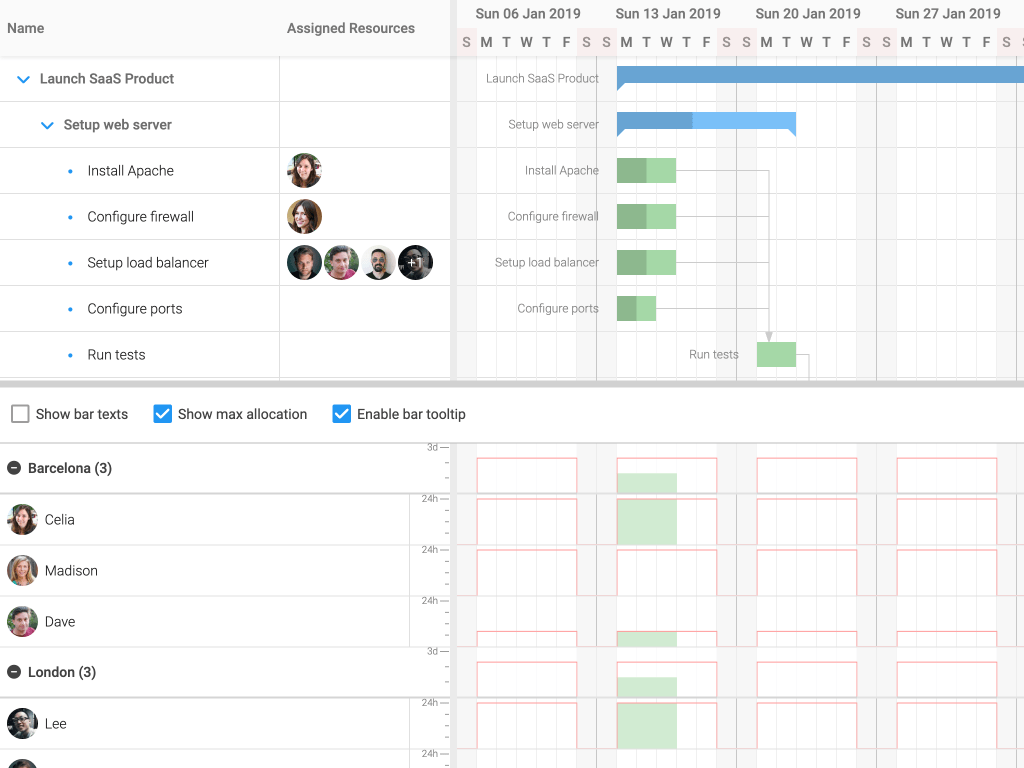 Name Assigned Resources Sun 06 Jan 2019 Sun 13 Jan 2019 Sun 20 Jan 2019 Sun 27 Jan 2019
S M T W T F S S M T W T F S S M T W T F S S M T W T F S S
Launch SaaS Product Launch SaaS Product
Setup web server Setup web server
Install Apache Install Apache
Configure firewall Configure firewall
Setup load balancer + Setup load balancer
Configure ports Configure ports
Run tests Run tests
Show bar texts Show max allocation Enable bar tooltip
3d
Barcelona (3)
24h
Celia
24h
Madison
24h
Dave
3d
London (3)
24h
Lee
24h